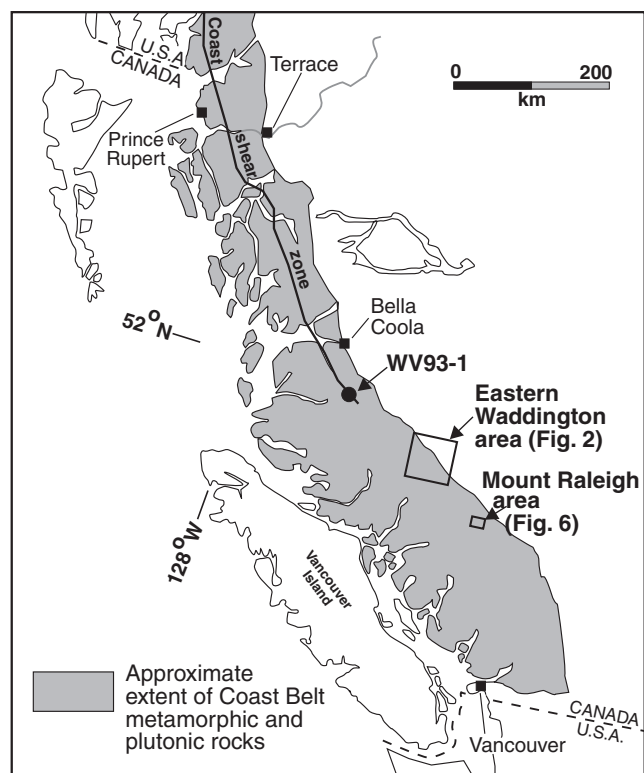 Coast
shear
zone
U.S.A.
CANADA
Terrace
0
200
km
Prince
Rupert
52°N
Bella
Coola
WV93-1
Eastern
Waddington
area (Fig. 2)
Mount Raleigh
area
(Fig. 6)
128°W
Vancouver
Island
Approximate
extent of Coast Belt
metamorphic and
plutonic rocks
CANADA
U.S.A.
Vancouver